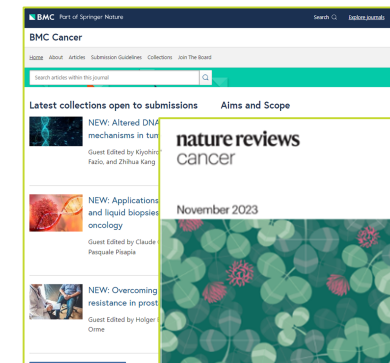 BMC Part of Springer Nature
Search
Explore journals
BMC Cancer
Home About Articles Submission Guidelines Collections Join The Board
Search articles within this journal
Latest collections open to submissions
Aims and Scope
NEW: Altered DNA
mechanisms in tum
Guest Edited by Kiyohiro
Fazio, and Zhihua Kang
nature reviews
cancer
November 2023
NEW: Applications
and liquid biopsies
oncology
Guest Edited by Claude
Pasquale Pisapia
NEW: Overcoming
resistance in prost
Guest Edited by Holger
Orme